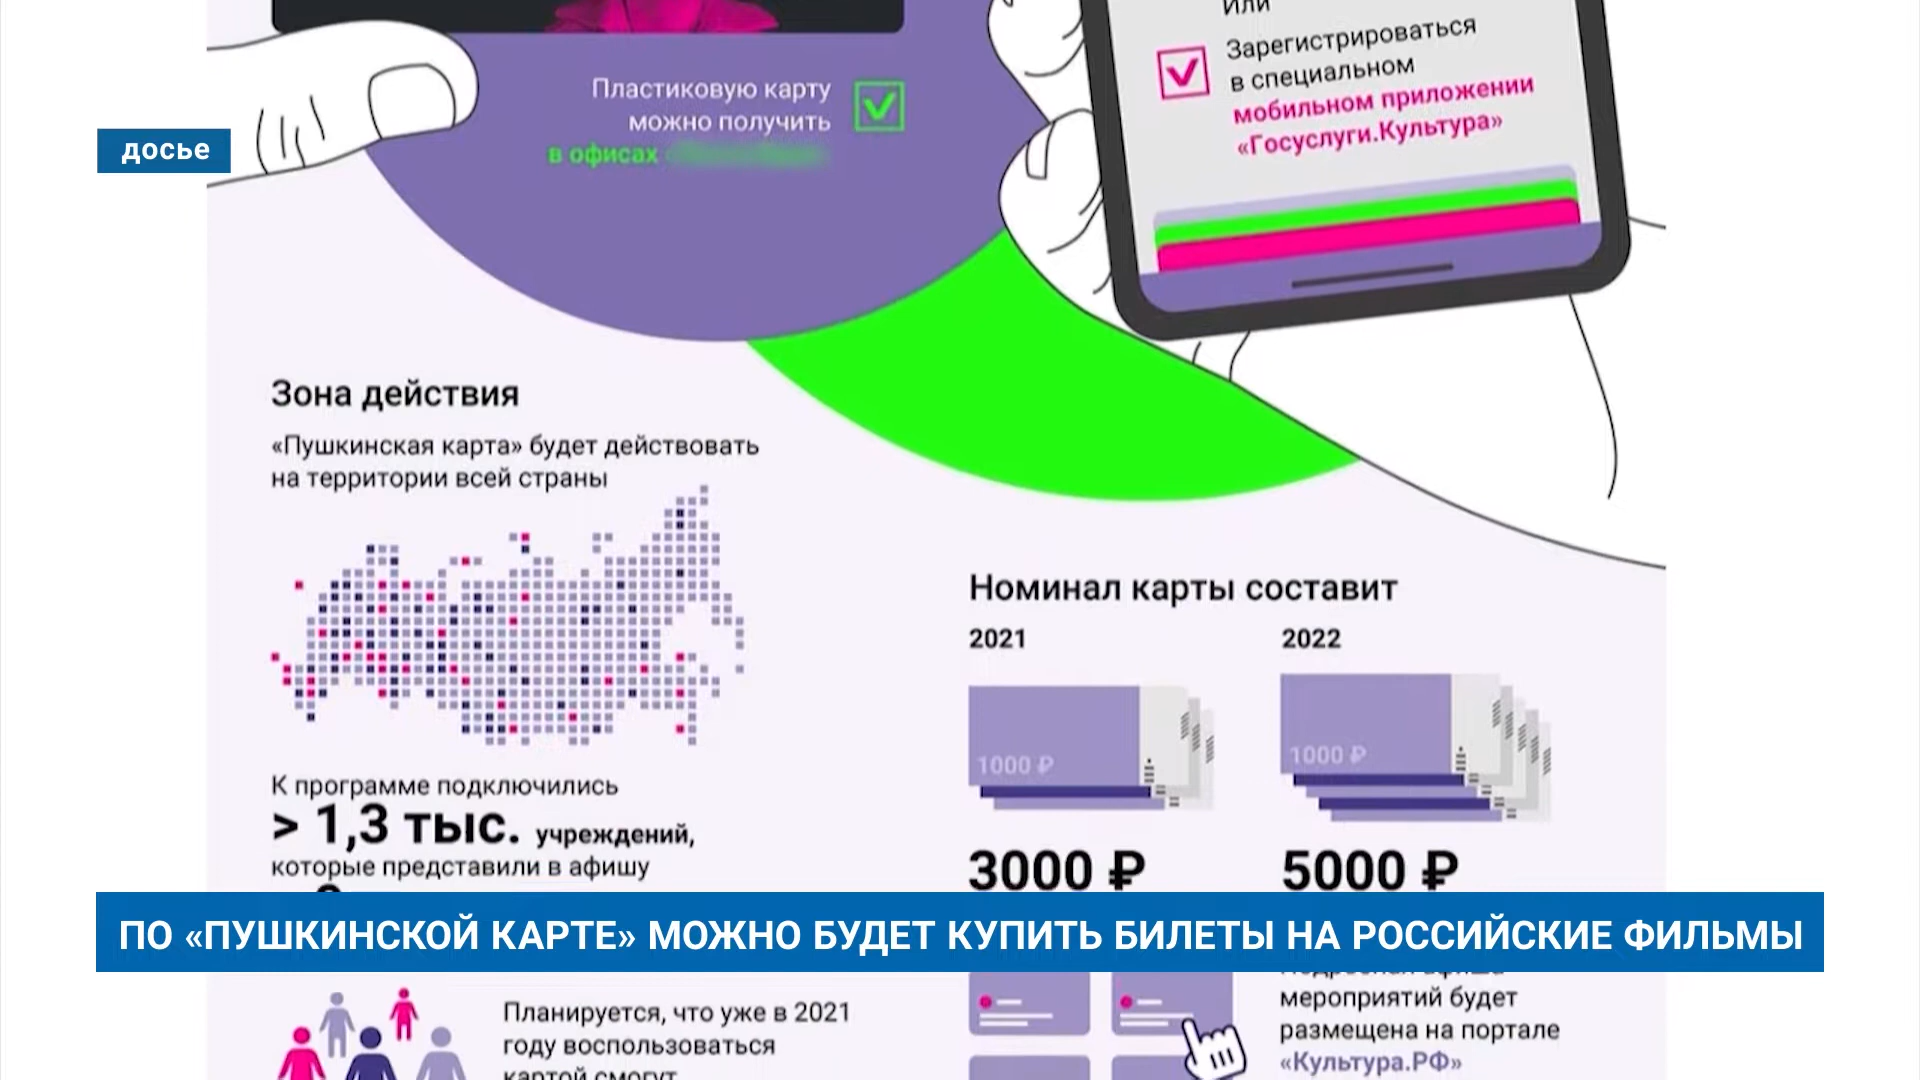 Или
Зарегистрироваться
в специальном
мобильном приложении
«Госуслуги.Культура»
Пластиковую карту
можно получить
в офисах
досье
Зона действия
«Пушкинская карта» будет действовать
на территории всей страны
Номинал карты составит
2021
2022
1000 ₽
1000 ₽
3000 ₽
5000 ₽
К программе подключились
> 1,3 тыс. учреждений,
которые представили в афишу
ПО «ПУШКИНСКОЙ КАРТЕ» МОЖНО БУДЕТ КУПИТЬ БИЛЕТЫ НА РОССИЙСКИЕ ФИЛЬМЫ
Планируется, что уже в 2021
году воспользоваться
картой смогут
мероприятий будет
размещена на портале
«Культура.РФ»